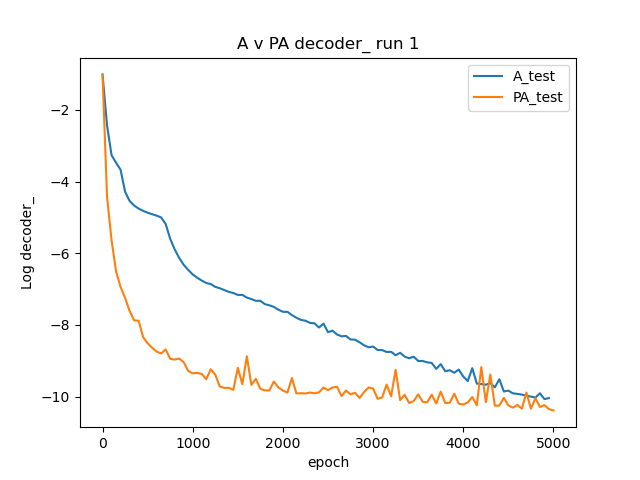 A v PA decoder_ run 1
A_test
PA_test
Log decoder_
−2
−4
−6
−8
−10
0
1000
2000
3000
4000
5000
epoch